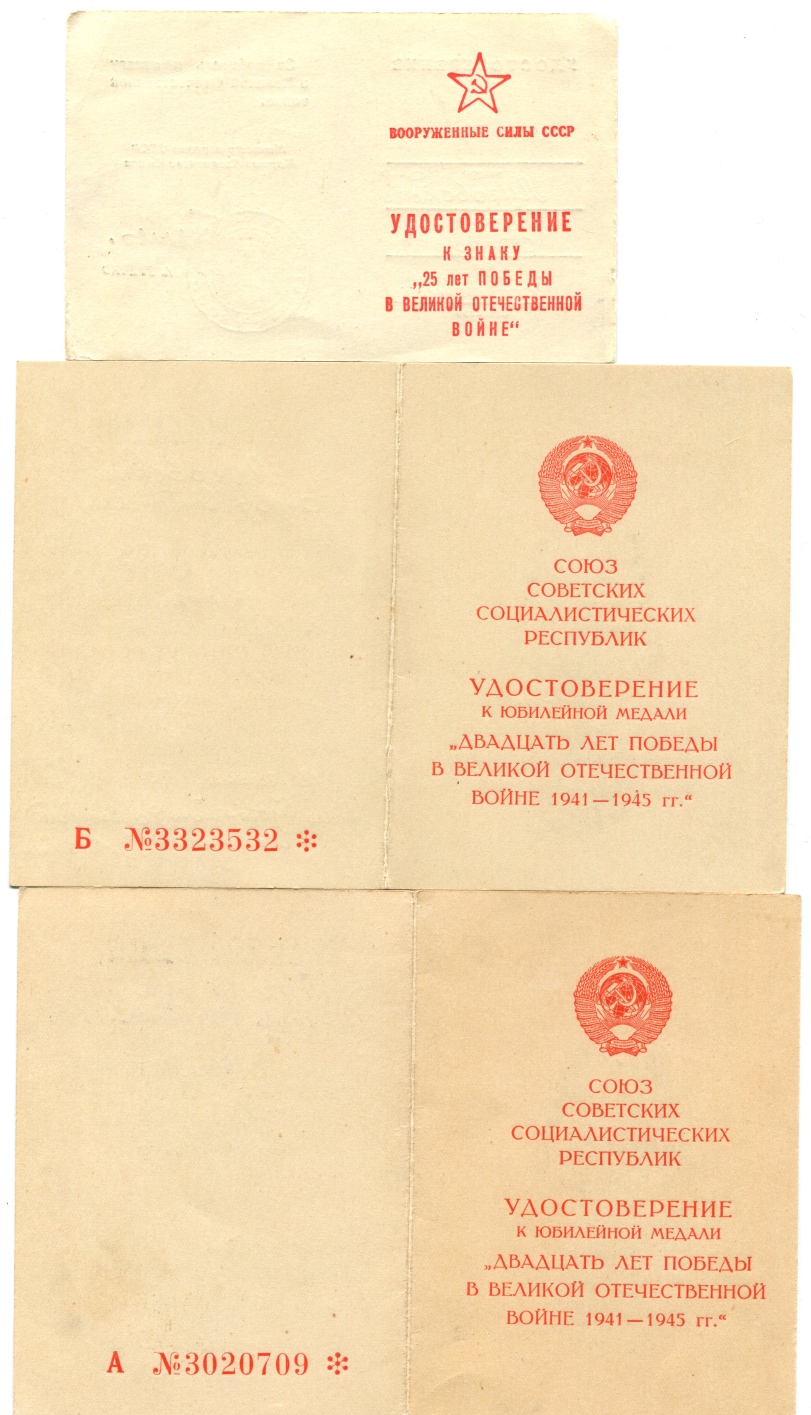 ВООРУЖЕННЫЕ СИЛЫ СССР
УДОСТОВЕРЕНИЕ
К ЗНАКУ
„25 лет ПОБЕДЫ
В ВЕЛИКОЙ ОТЕЧЕСТВЕННОЙ
ВОЙНЕ“
СОЮЗ
СОВЕТСКИХ
СОЦИАЛИСТИЧЕСКИХ
РЕСПУБЛИК
УДОСТОВЕРЕНИЕ
К ЮБИЛЕЙНОЙ МЕДАЛИ
„ДВАДЦАТЬ ЛЕТ ПОБЕДЫ
В ВЕЛИКОЙ ОТЕЧЕСТВЕННОЙ
ВОЙНЕ 1941—1945 гг.“
Б №3323532
СОЮЗ
СОВЕТСКИХ
СОЦИАЛИСТИЧЕСКИХ
РЕСПУБЛИК
УДОСТОВЕРЕНИЕ
К ЮБИЛЕЙНОЙ МЕДАЛИ
„ДВАДЦАТЬ ЛЕТ ПОБЕДЫ
В ВЕЛИКОЙ ОТЕЧЕСТВЕННОЙ
ВОЙНЕ 1941—1945 гг.“
А №3020709